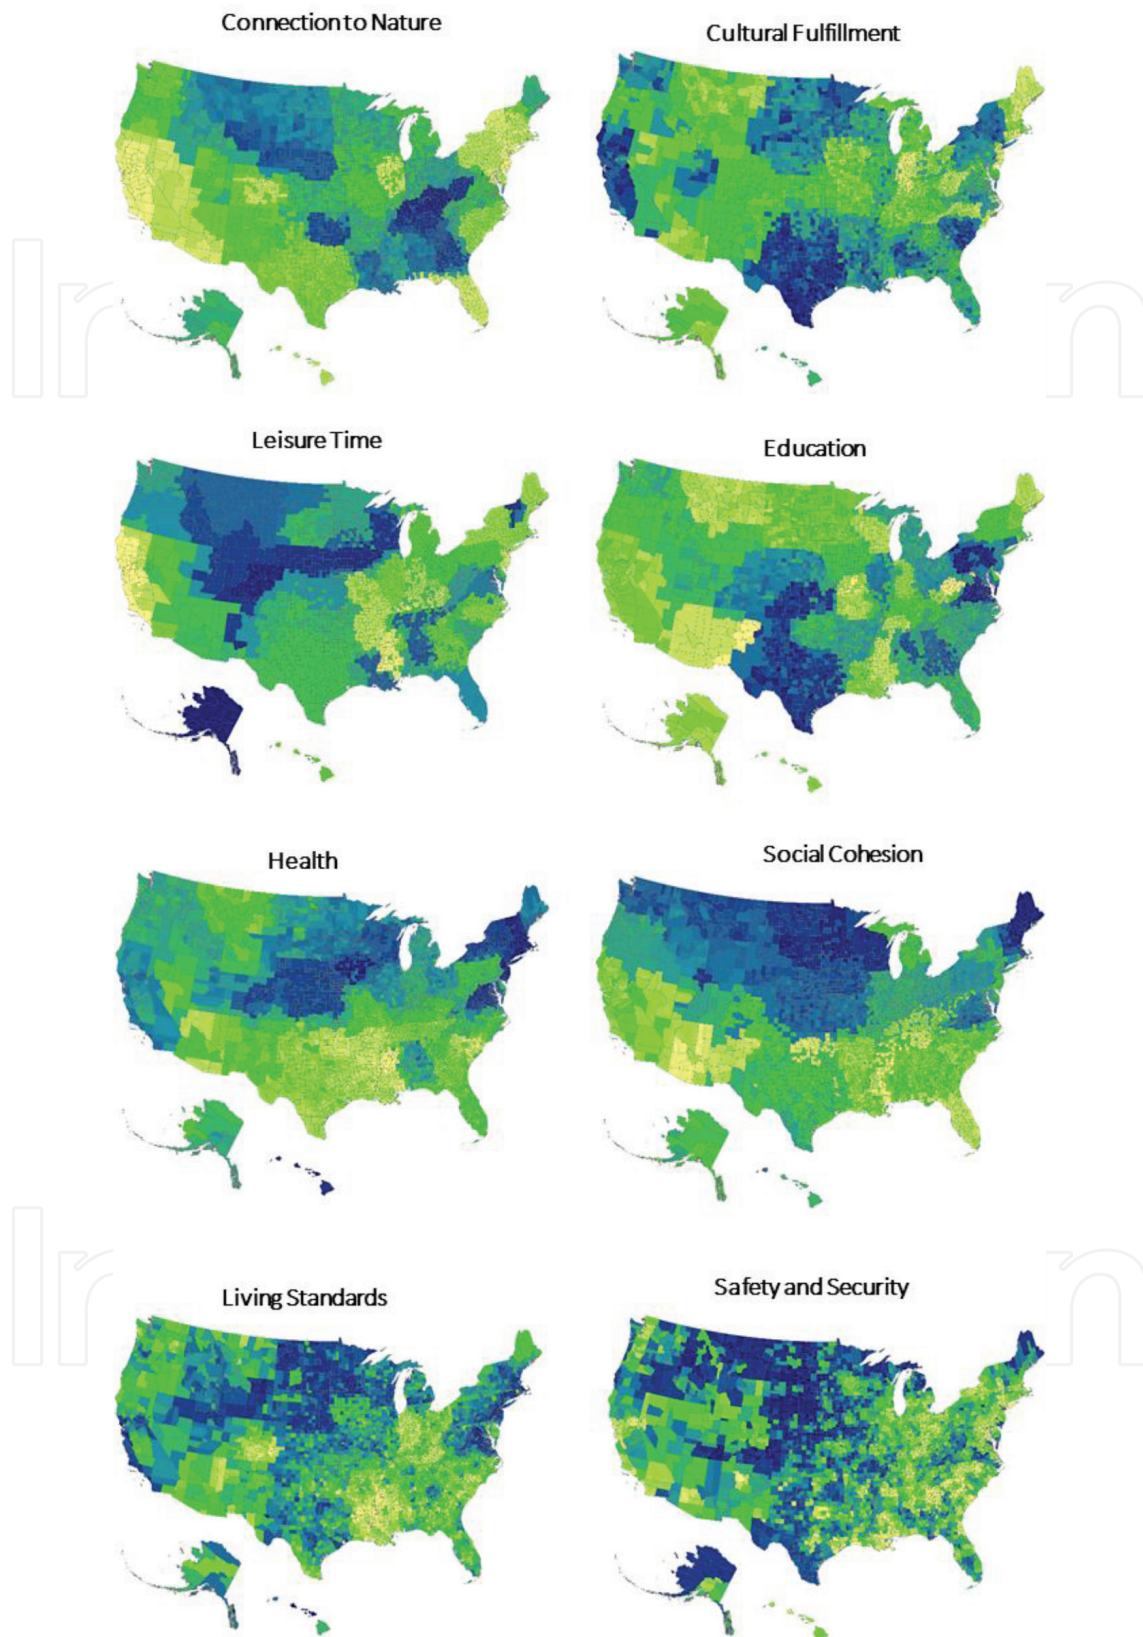 Connection to Nature
Cultural Fulfillment
Leisure Time
Education
Health
Social Cohesion
Living Standards
Safety and Security